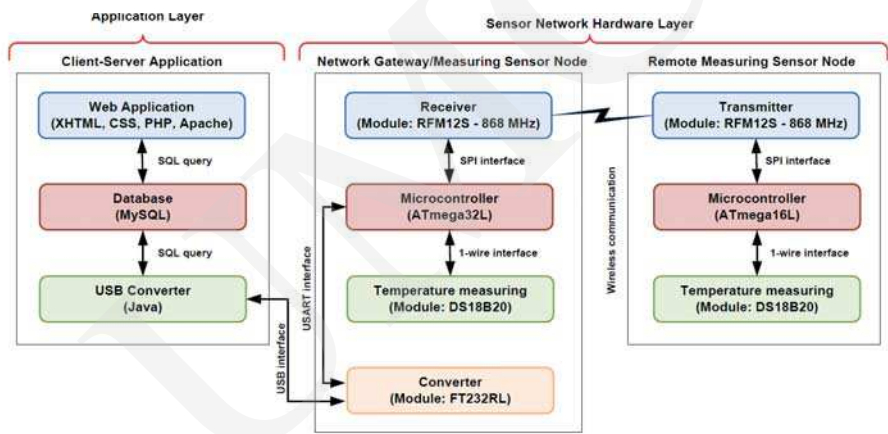 Application Layer
Sensor Network Hardware Layer
Client-Server Application
Network Gateway/Measuring Sensor Node
Remote Measuring Sensor Node
Web Application
(XHTML, CSS, PHP, Apache)
SQL query
Database
(MySQL)
SQL query
USB Converter
(Java)
USB interface
USART interface
Receiver
(Module: RFM12S - 868 MHz)
SPI interface
Microcontroller
(ATmega32L)
1-wire interface
Temperature measuring
(Module: DS18B20)
Converter
(Module: FT232RL)
Wireless communication
Transmitter
(Module: RFM12S - 868 MHz)
SPI interface
Microcontroller
(ATmega16L)
1-wire interface
Temperature measuring
(Module: DS18B20)